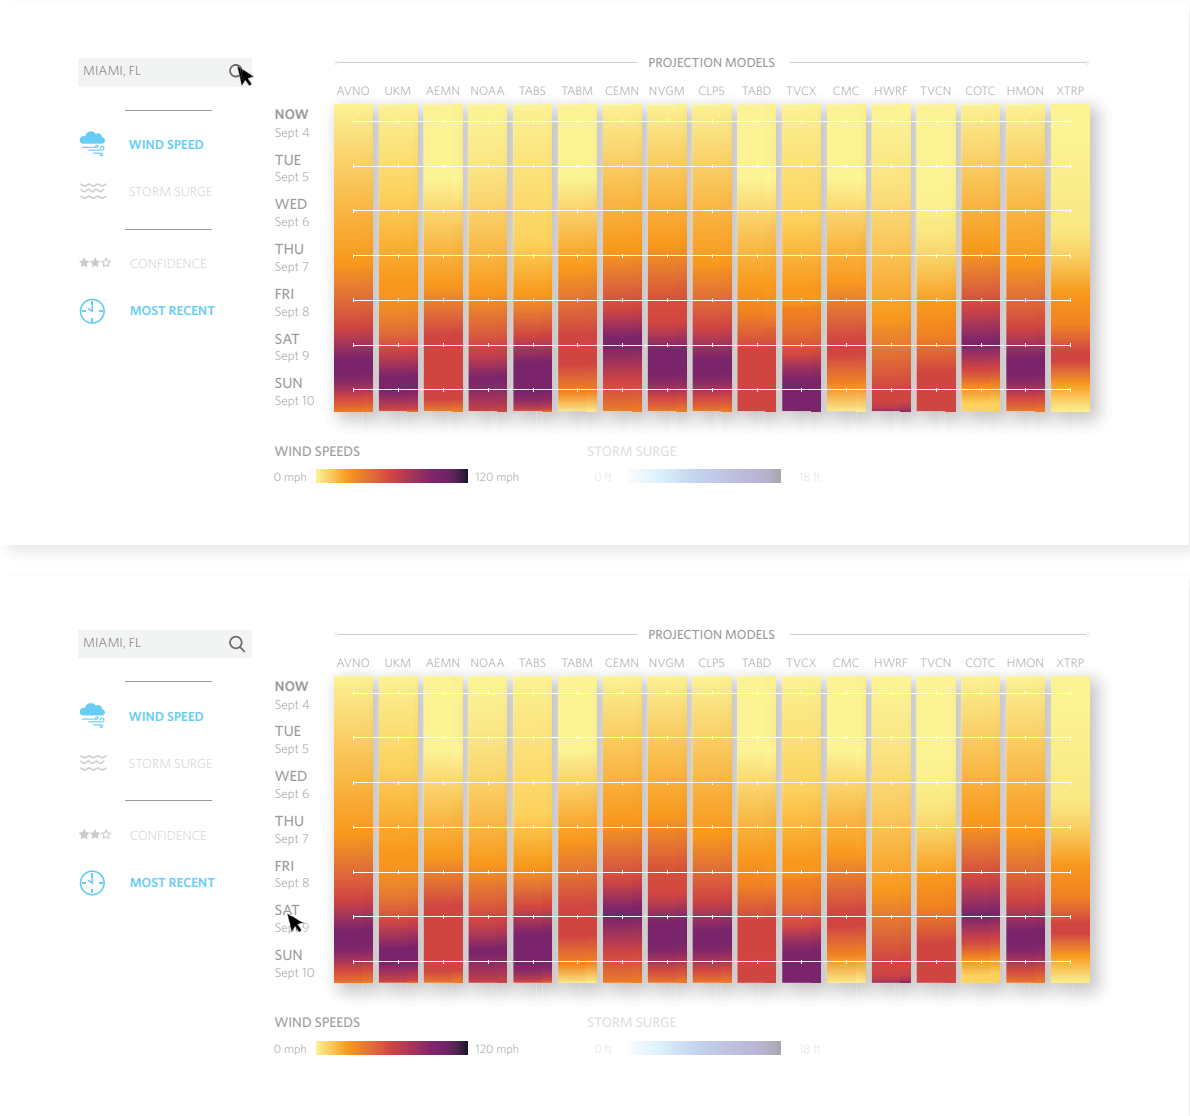 MIAMI, FL
PROJECTION MODELS
AVNO UKM AEMN NOAA TABS TABM CEMN NVGM CLP5 TABD TVCX CMC HWRF TVCN COTC HMON XTRP
NOW
Sept 4
WIND SPEED
TUE
Sept 5
STORM SURGE
WED
Sept 6
THU
Sept 7
CONFIDENCE
FRI
Sept 8
MOST RECENT
SAT
Sept 9
SUN
Sept 10
WIND SPEEDS STORM SURGE
0 mph 120 mph 0 ft 18 ft
MIAMI, FL
PROJECTION MODELS
AVNO UKM AEMN NOAA TABS TABM CEMN NVGM CLP5 TABD TVCX CMC HWRF TVCN COTC HMON XTRP
NOW
Sept 4
WIND SPEED
TUE
Sept 5
STORM SURGE
WED
Sept 6
THU
Sept 7
CONFIDENCE
FRI
Sept 8
MOST RECENT
SAT
Sept 9
SUN
Sept 10
WIND SPEEDS STORM SURGE
0 mph 120 mph 0 ft 18 ft